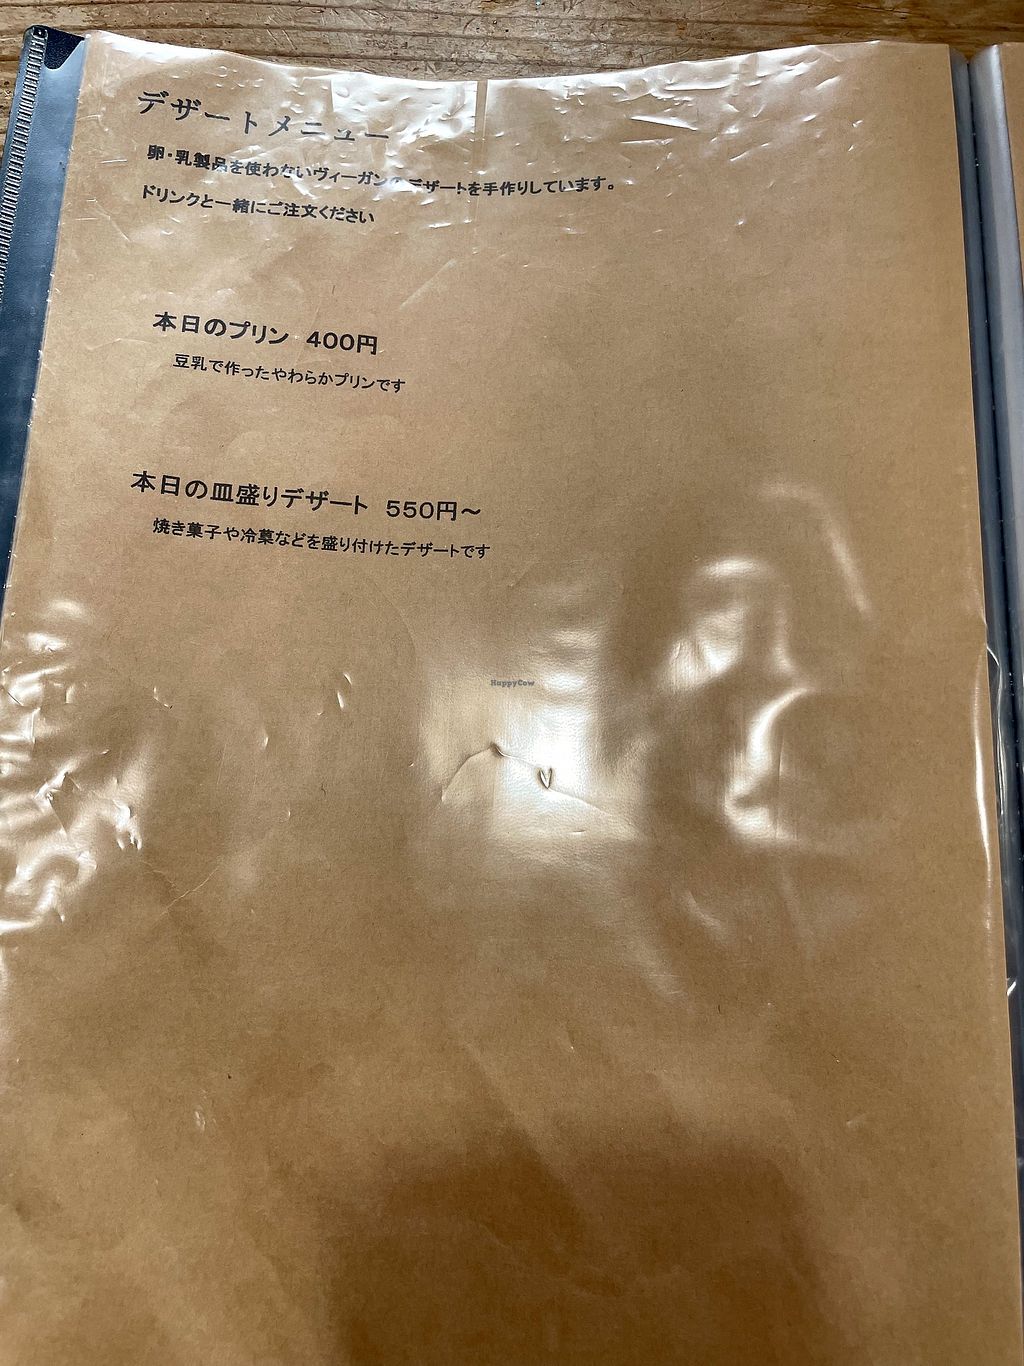 デザートメニュー
卵・乳製品を使わないヴィーガンのデザートを手作りしています。
ドリンクと一緒にご注文ください
本日のプリン 400円
豆乳で作ったやわらかプリンです
本日の皿盛りデザート 550円～
焼き菓子や冷菓などを盛り付けたデザートです
HappyCow